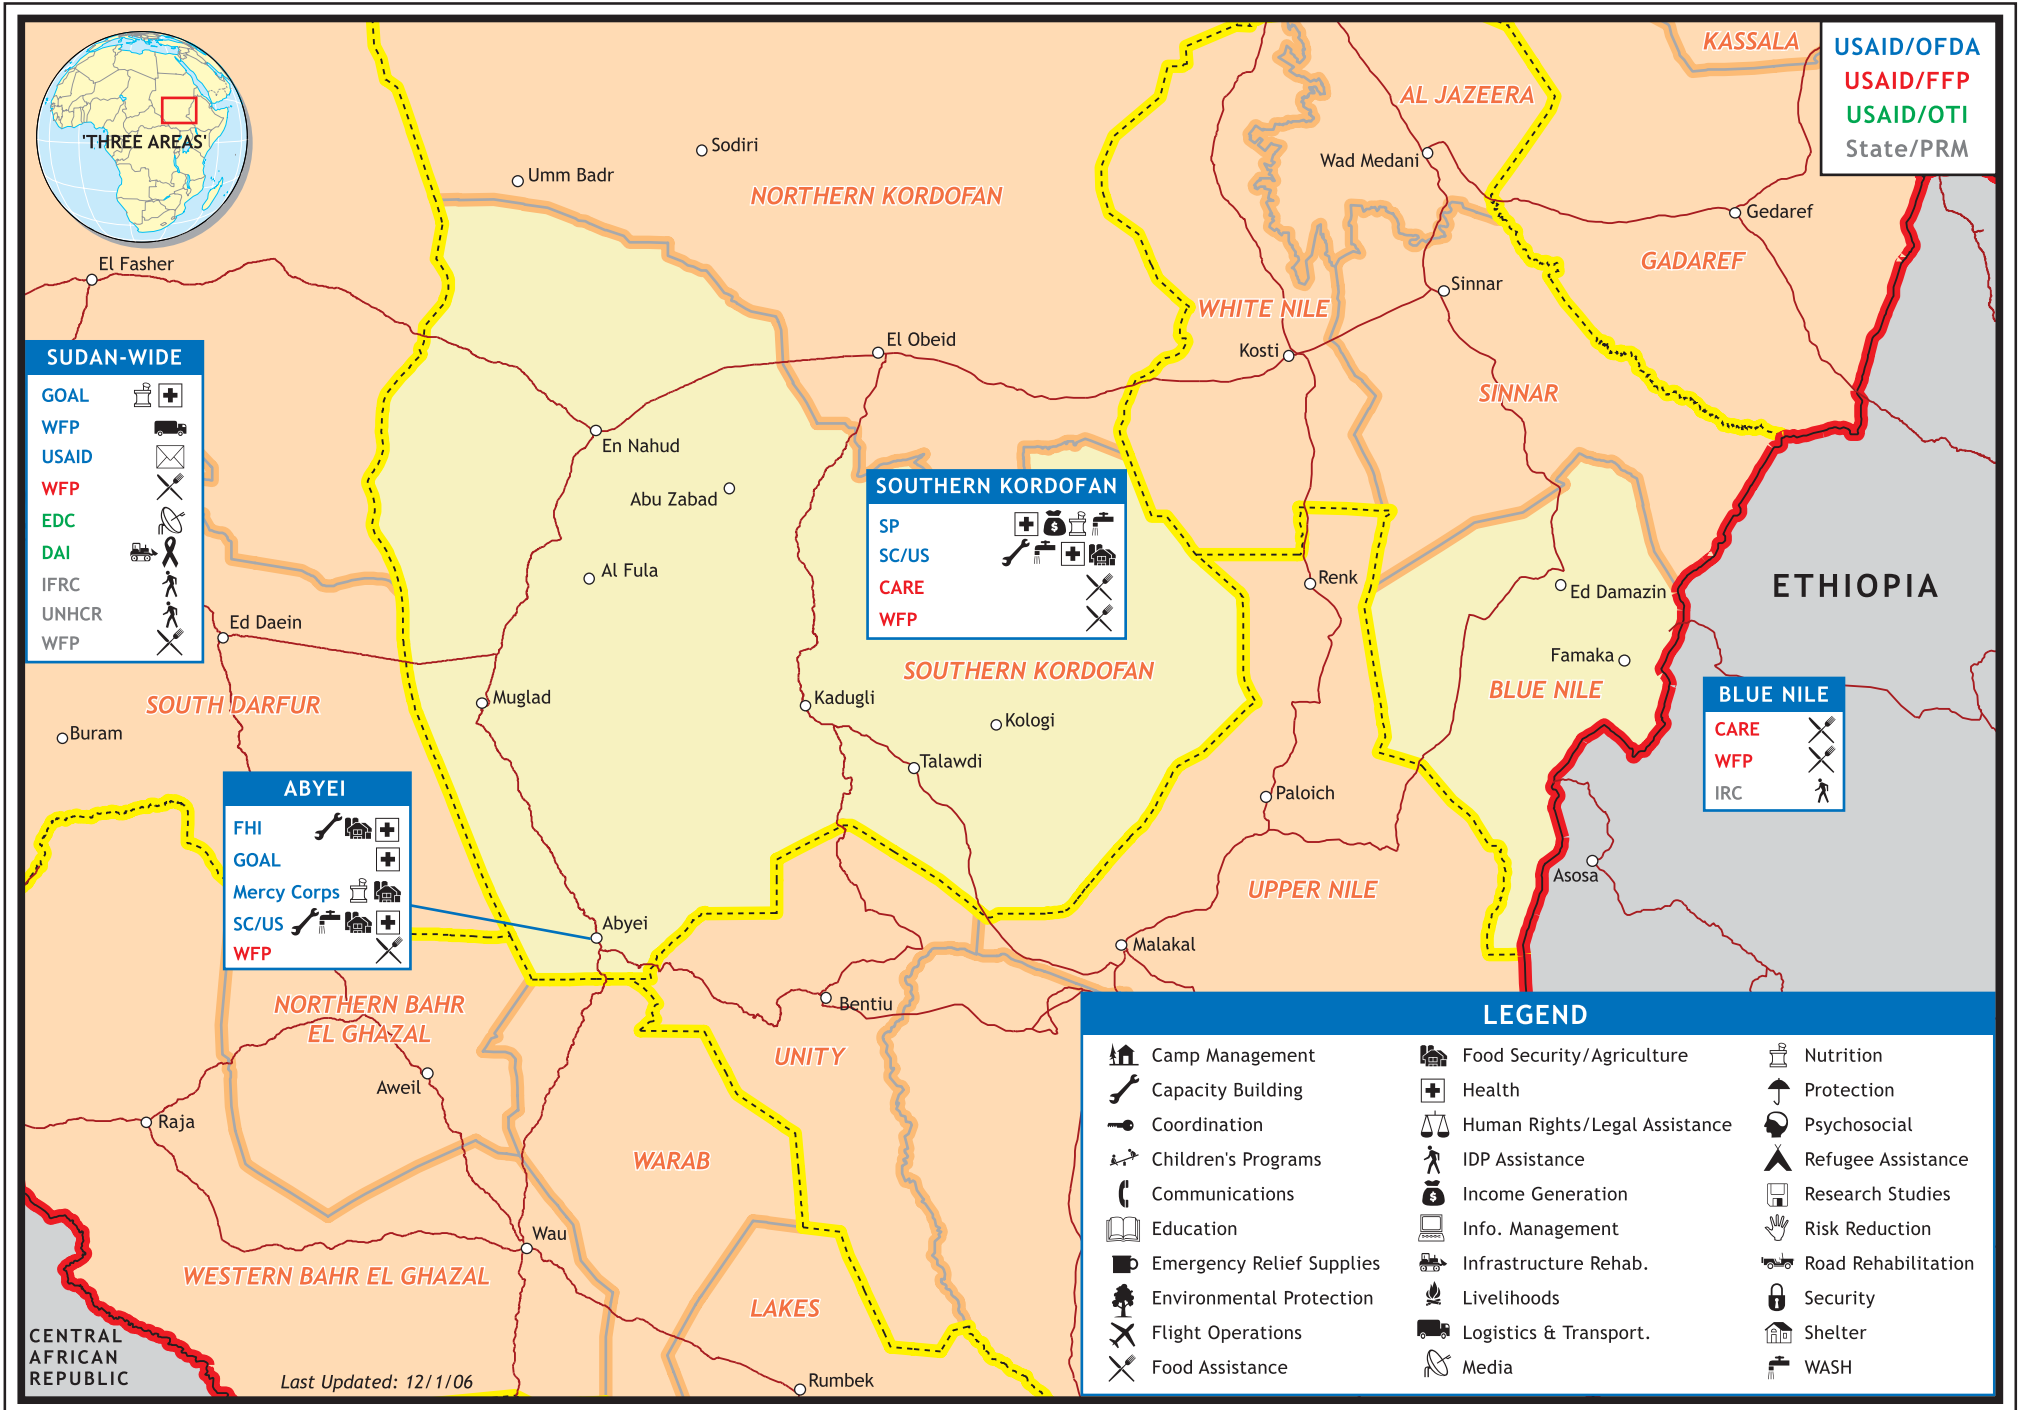 USAID/OFDA
USAID/FFP
USAID/OTI
State/PRM
'THREE AREAS'
KASSALA
AL JAZEERA
Sodiri
Umm Badr
NORTHERN KORDOFAN
Wad Medani
Gedaref
GADAREF
El Fasher
Sinnar
WHITE NILE
El Obeid
Kosti
SINNAR
SUDAN-WIDE
GOAL
WFP
USAID
WFP
EDC
DAI
IFRC
UNHCR
WFP
En Nahud
Abu Zabad
Al Fula
SOUTHERN KORDOFAN
SP
SC/US
CARE
WFP
SOUTHERN KORDOFAN
Renk
Ed Damazin
ETHIOPIA
Famaka
BLUE NILE
Ed Daein
SOUTH DARFUR
Buram
Muglad
Kadugli
Kologi
Talawdi
Paloich
BLUE NILE
CARE
WFP
IRC
ABYEI
FHI
GOAL
Mercy Corps
SC/US
WFP
Abyei
UPPER NILE
Asosa
Malakal
Bentiu
NORTHERN BAHR
EL GHAZAL
UNITY
Aweil
Raja
WARAB
Wau
WESTERN BAHR EL GHAZAL
LAKES
Rumbek
CENTRAL
AFRICAN
REPUBLIC
Last Updated: 12/1/06
LEGEND
Camp Management
Capacity Building
Coordination
Children's Programs
Communications
Education
Emergency Relief Supplies
Environmental Protection
Flight Operations
Food Assistance
Food Security/Agriculture
Health
Human Rights/Legal Assistance
IDP Assistance
Income Generation
Info. Management
Infrastructure Rehab.
Livelihoods
Logistics & Transport.
Media
Nutrition
Protection
Psychosocial
Refugee Assistance
Research Studies
Risk Reduction
Road Rehabilitation
Security
Shelter
WASH